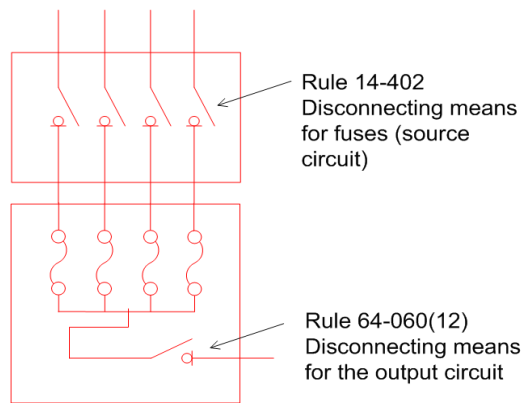 Rule 14-402
Disconnecting means
for fuses (source
circuit)
Rule 64-060(12)
Disconnecting means
for the output circuit